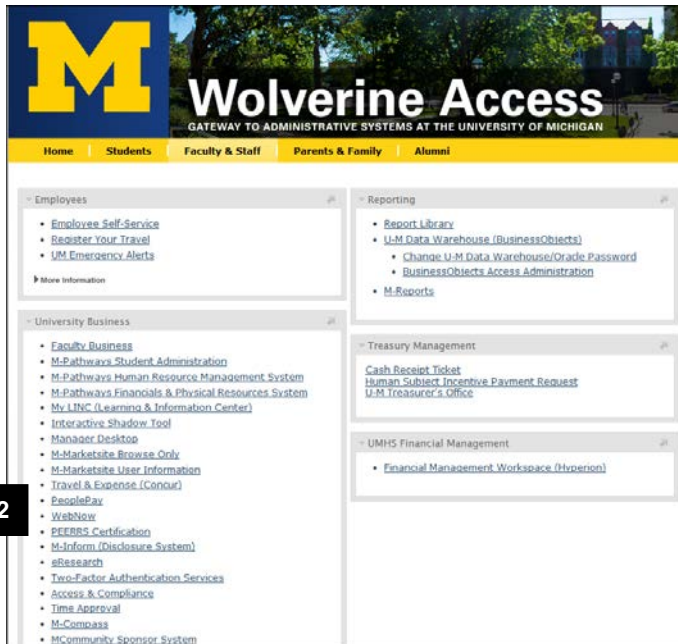 M
Wolverine Access
GATEWAY TO ADMINISTRATIVE SYSTEMS AT THE UNIVERSITY OF MICHIGAN
Home | Students | Faculty & Staff | Parents & Family | Alumni
Employees
• Employee Self-Service
• Register Your Travel
• UM Emergency Alerts
More Information
University Business
• Faculty Business
• M-Pathways Student Administration
• M-Pathways Human Resource Management System
• M-Pathways Financials & Physical Resources System
• My LINC (Learning & Information Center)
• Interactive Shadow Tool
• Manager Desktop
• M-Marketsite Browse Only
• M-Marketsite User Information
• Travel & Expense (Concur)
2
• PeoplePay
• WebNow
• PEERRS Certification
• M-Inform (Disclosure System)
• eResearch
• Two-Factor Authentication Services
• Access & Compliance
• Time Approval
• M-Compass
• MCommunity Sponsor System
Reporting
• Report Library
• U-M Data Warehouse (BusinessObjects)
• Change U-M Data Warehouse/Oracle Password
• BusinessObjects Access Administration
• M-Reports
Treasury Management
Cash Receipt Ticket
Human Subject Incentive Payment Request
U-M Treasurer's Office
UMHS Financial Management
• Financial Management Workspace (Hyperion)